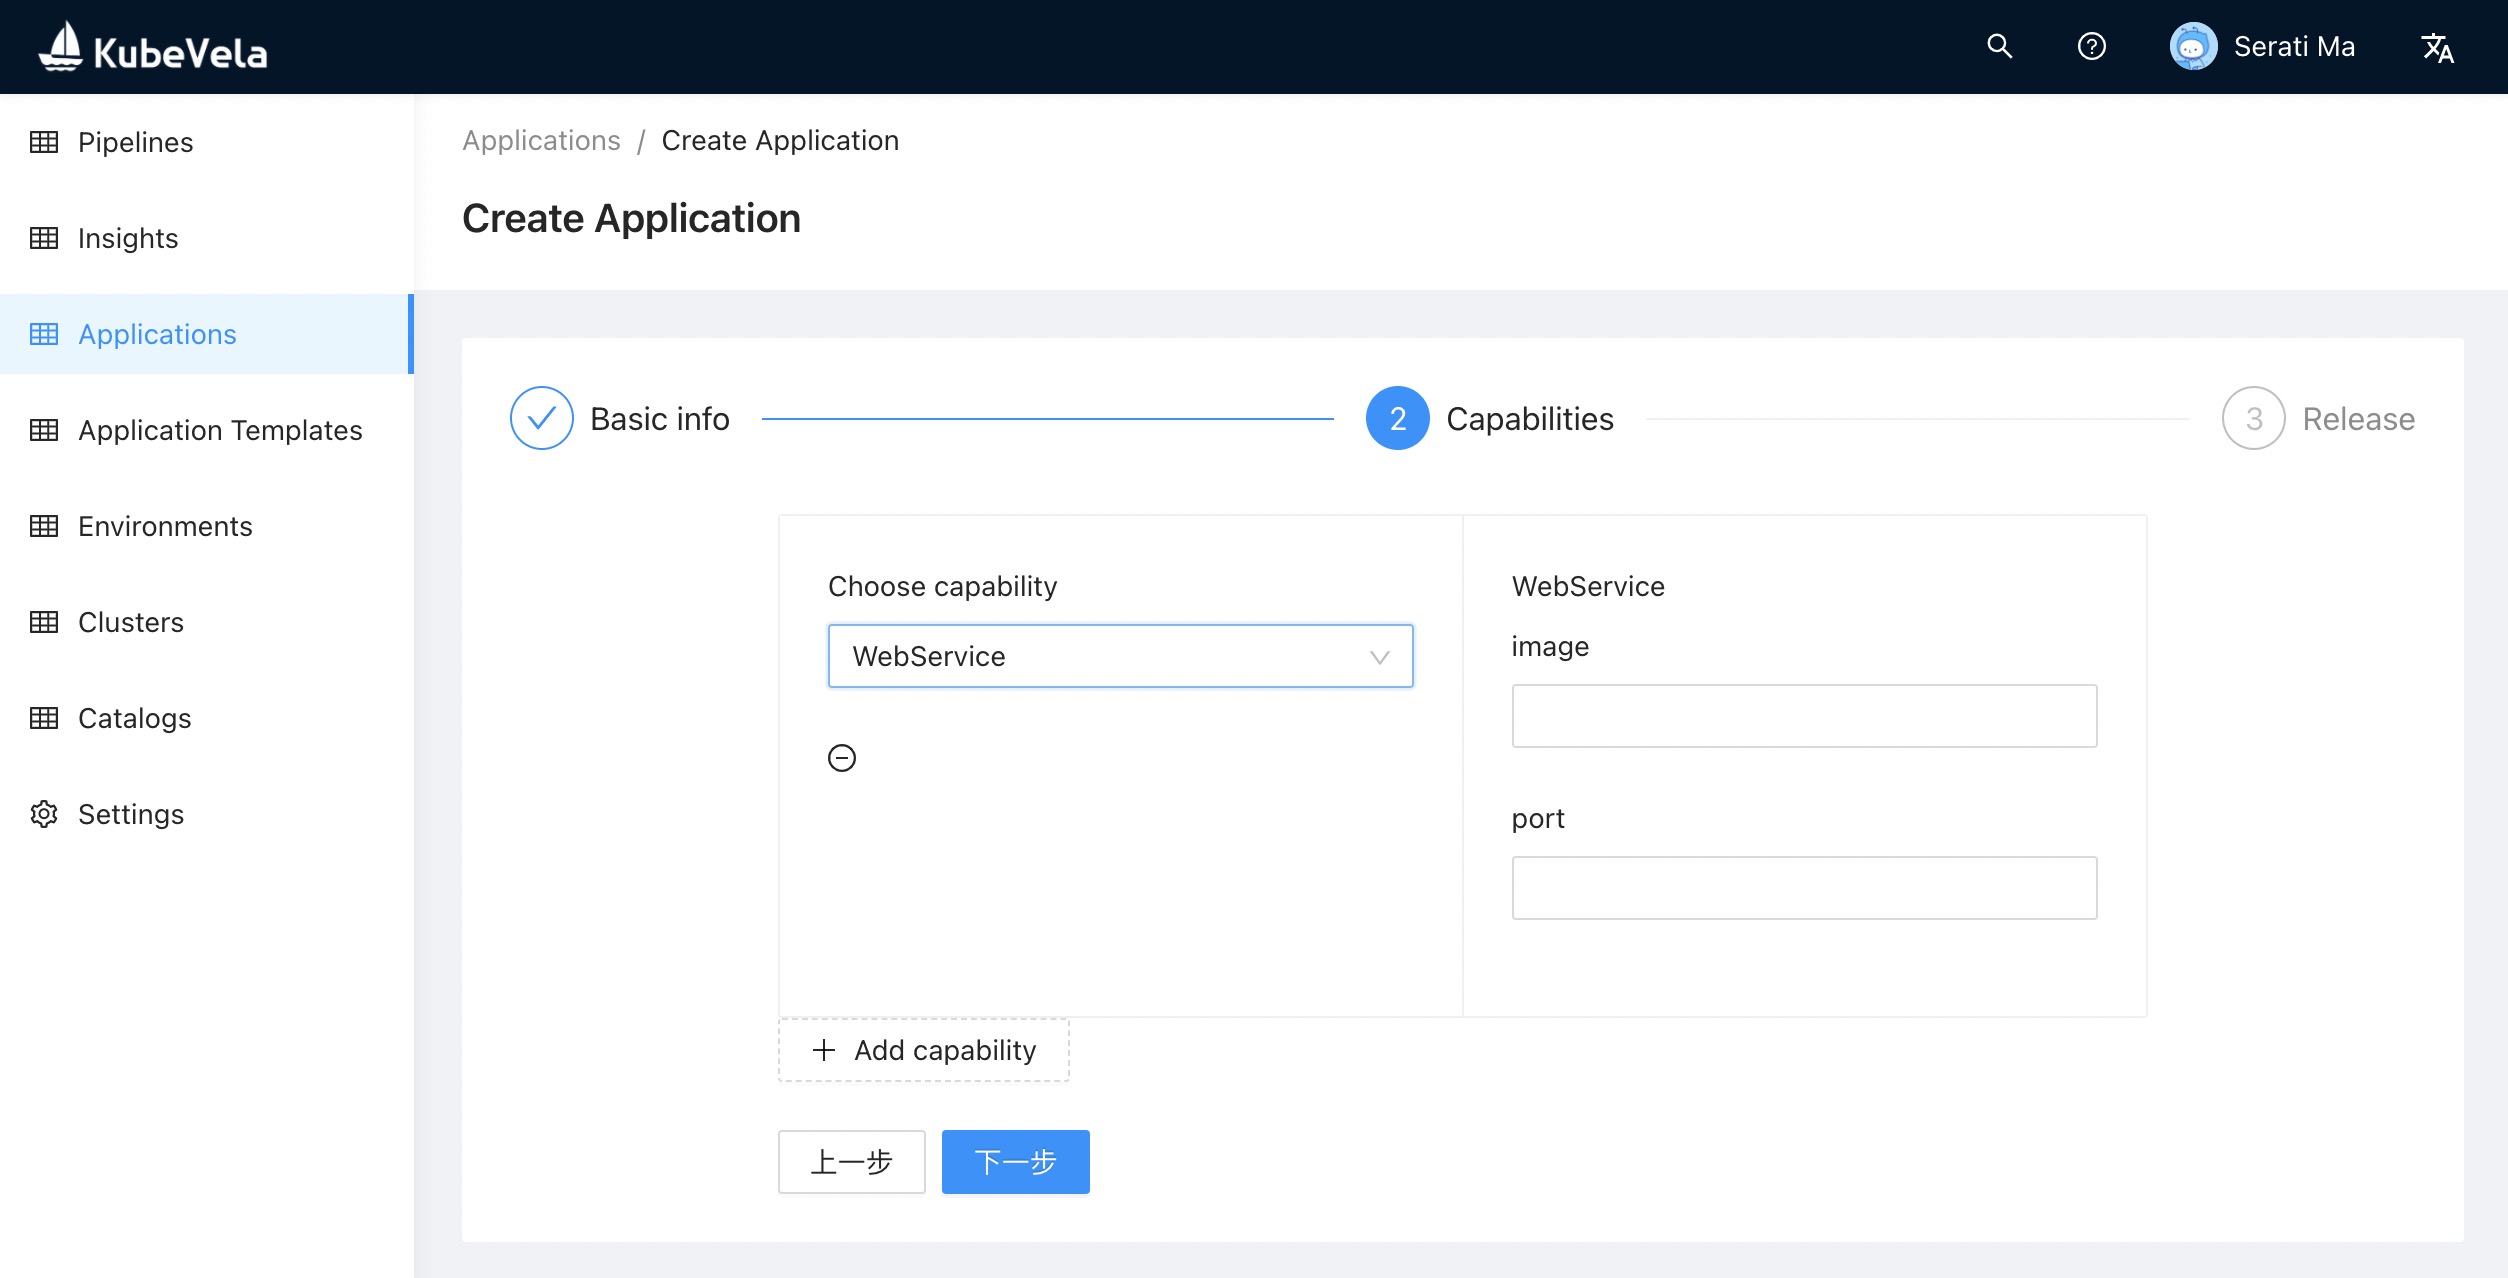 KubeVela
Serati Ma
Pipelines
Insights
Applications
Application Templates
Environments
Clusters
Catalogs
Settings
Applications / Create Application
Create Application
Basic info
2 Capabilities
3 Release
Choose capability
WebService
WebService
image
port
Add capability
上一步
下一步